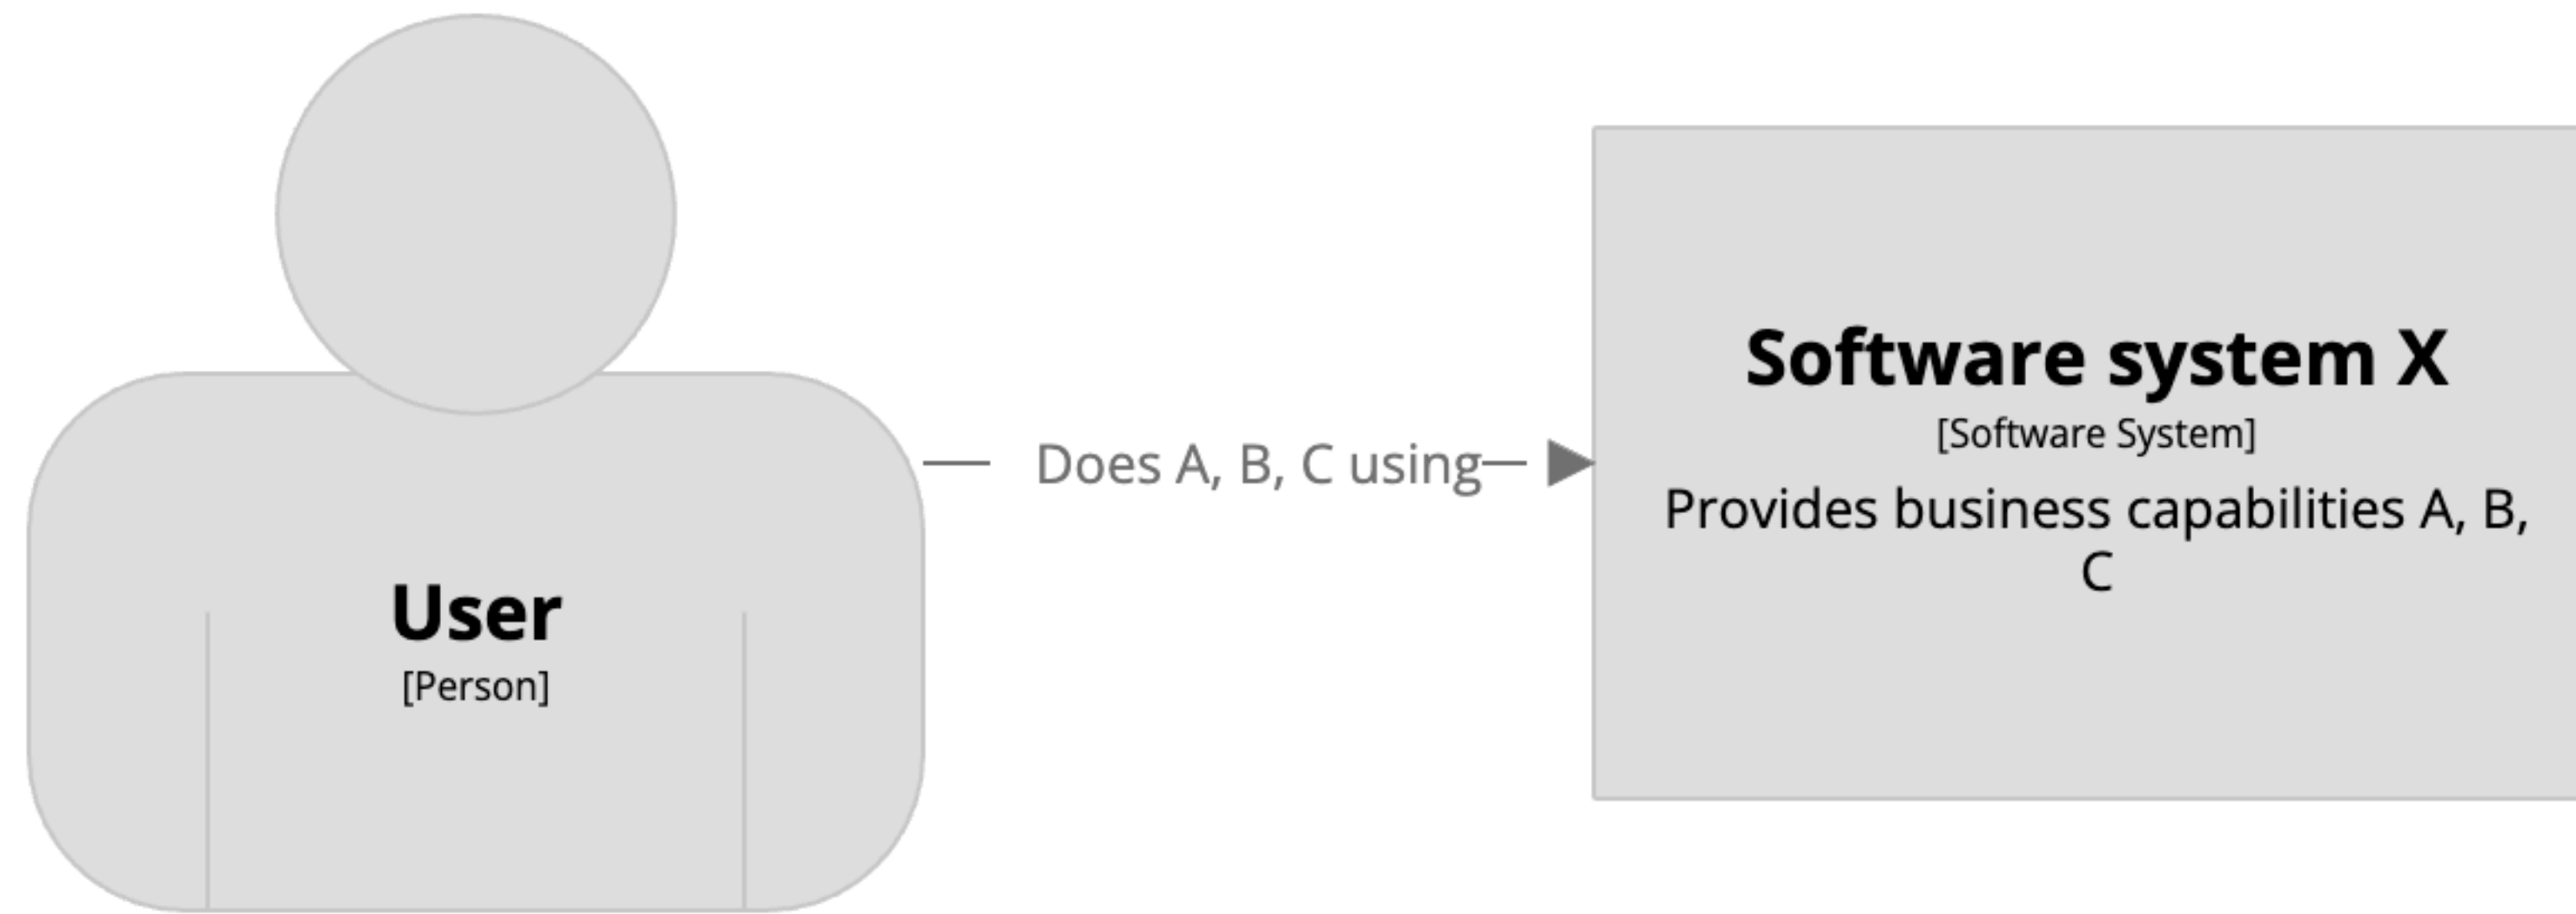 User
[Person]
Does A, B, C using
Software system X
[Software System]
Provides business capabilities A, B,
C